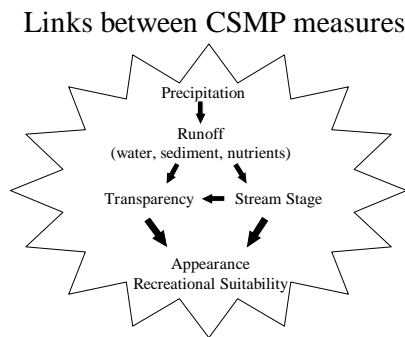 Links between CSMP measures
Precipitation
Runoff
(water, sediment, nutrients)
Transparency
Stream Stage
Appearance
Recreational Suitability